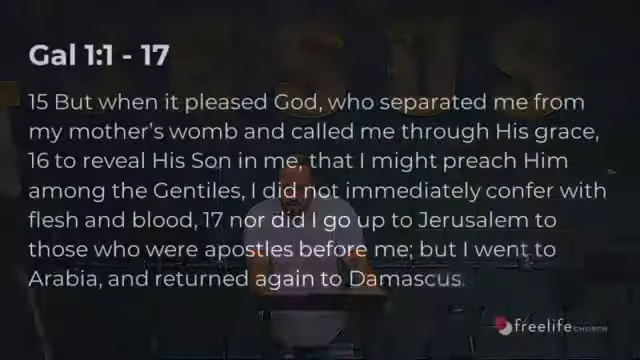 JESUS
Gal 1:1 - 17
15 But when it pleased God, who separated me from
my mother's womb and called me through His grace,
16 to reveal His Son in me, that I might preach Him
among the Gentiles, I did not immediately confer with
flesh and blood, 17 nor did I go up to Jerusalem to
those who were apostles before me; but I went to
Arabia, and returned again to Damascus.
freelife CHURCH